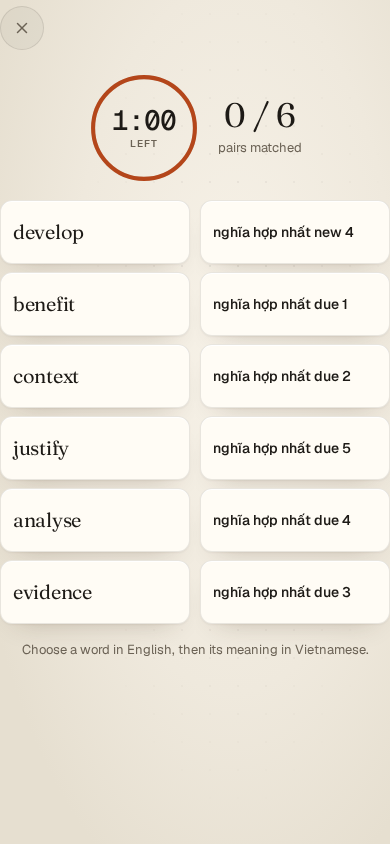 1:00
LEFT
0/6
pairs matched
develop
nghĩa hợp nhất new 4
benefit
nghĩa hợp nhất due 1
context
nghĩa hợp nhất due 2
justify
nghĩa hợp nhất due 5
analyse
nghĩa hợp nhất due 4
evidence
nghĩa hợp nhất due 3
Choose a word in English, then its meaning in Vietnamese.